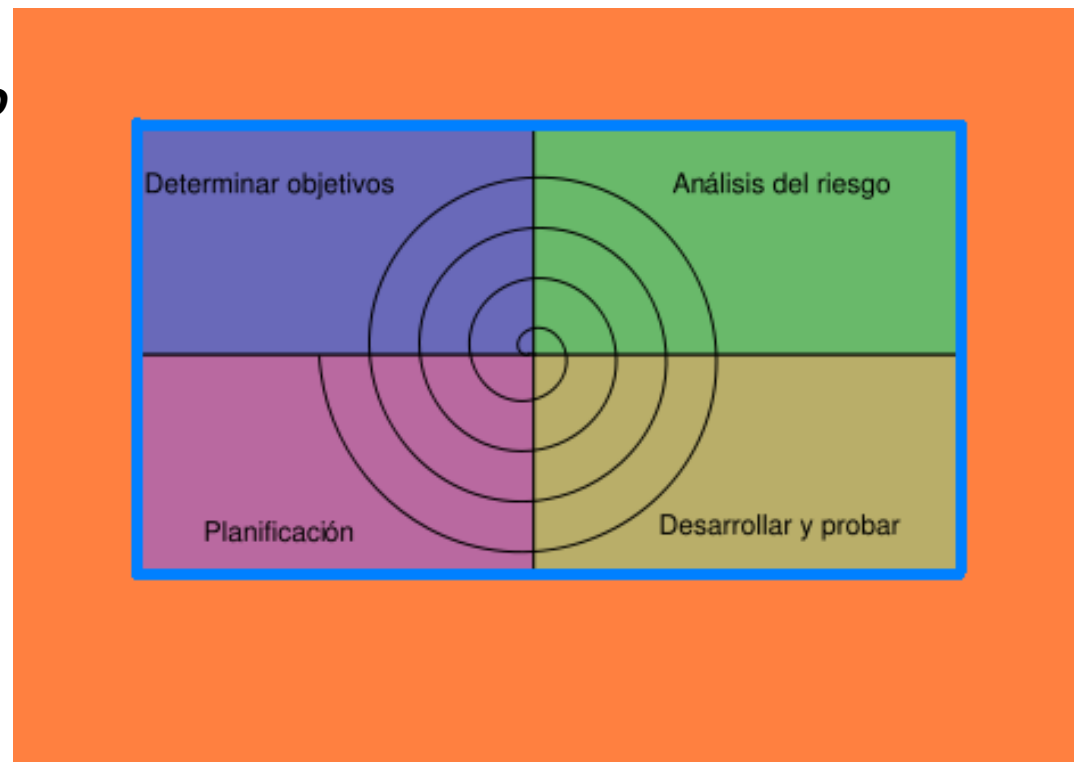 Determinar objetivos
Análisis del riesgo
Planificación
Desarrollar y probar